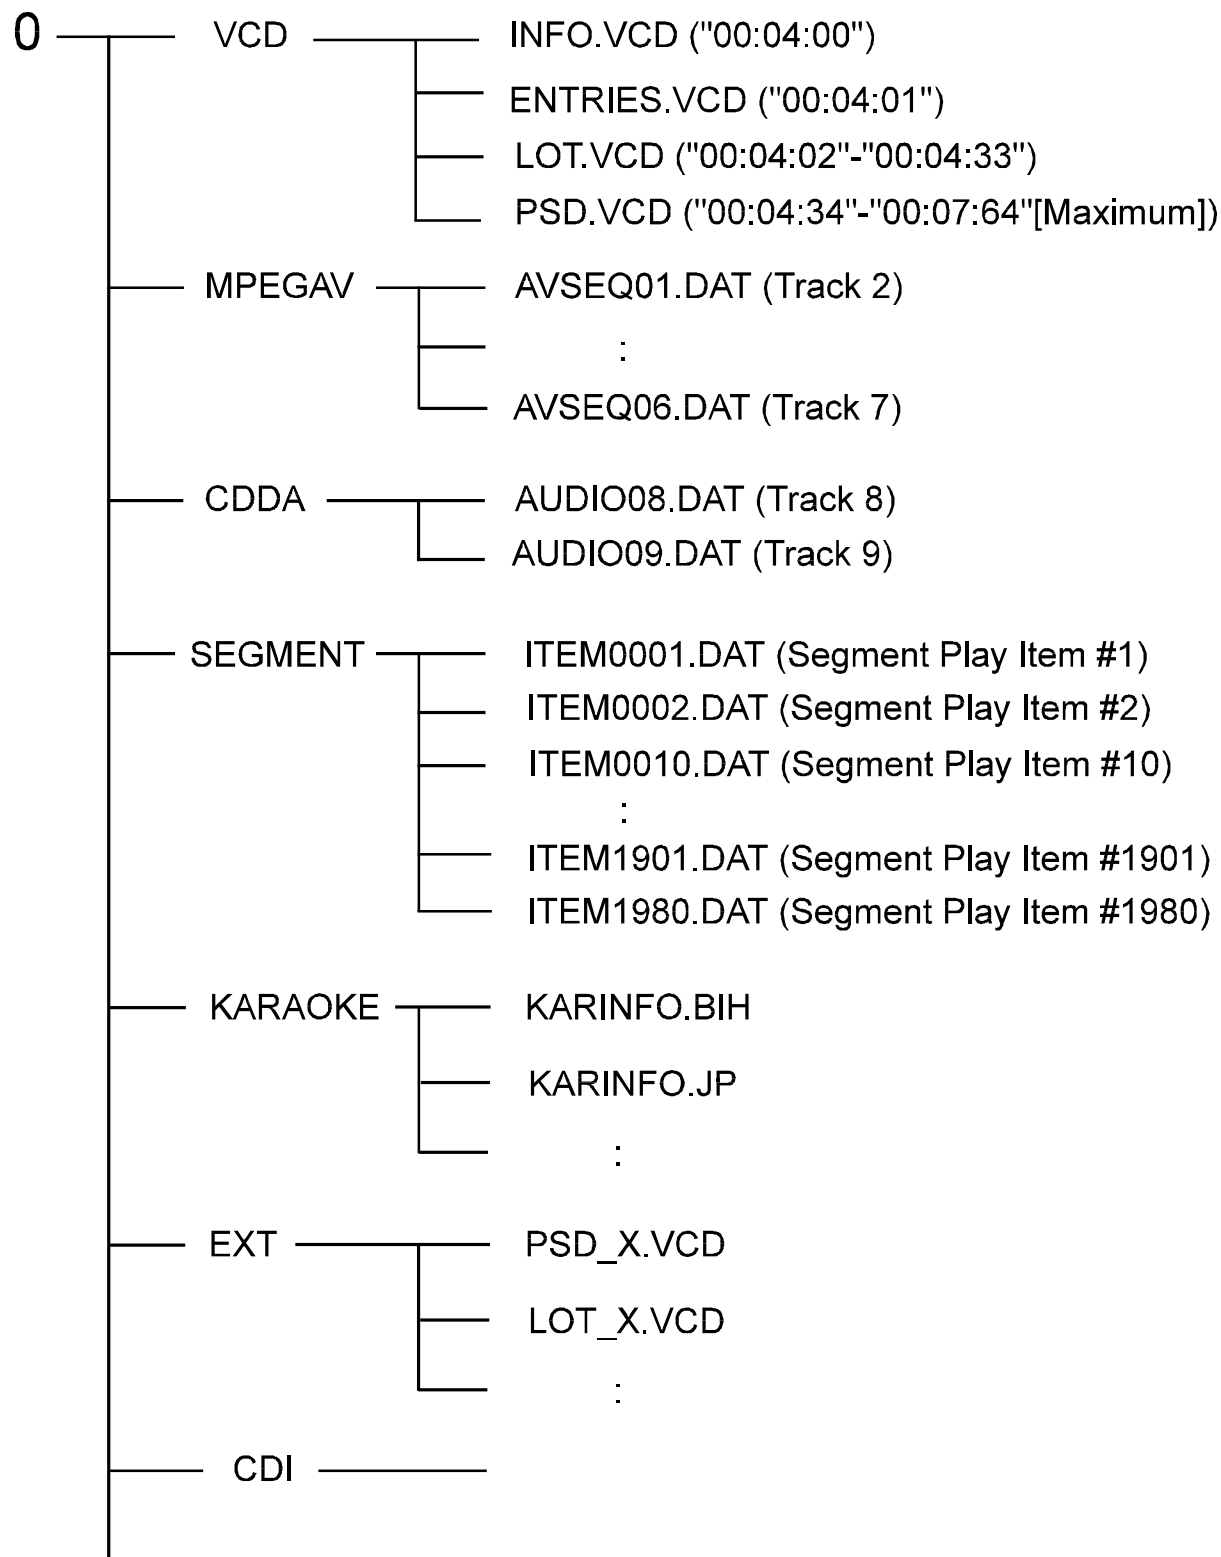 0 VCD INFO.VCD ("00:04:00")
ENTRIES.VCD ("00:04:01")
LOT.VCD ("00:04:02"-"00:04:33")
PSD.VCD ("00:04:34"-"00:07:64"[Maximum])
MPEGAV AVSEQ01.DAT (Track 2)
:
AVSEQ06.DAT (Track 7)
CDDA AUDIO08.DAT (Track 8)
AUDIO09.DAT (Track 9)
SEGMENT ITEM0001.DAT (Segment Play Item #1)
ITEM0002.DAT (Segment Play Item #2)
ITEM0010.DAT (Segment Play Item #10)
:
ITEM1901.DAT (Segment Play Item #1901)
ITEM1980.DAT (Segment Play Item #1980)
KARAOKE KARINFO.BIH
KARINFO.JP
:
EXT PSD_X.VCD
LOT_X.VCD
:
CDI